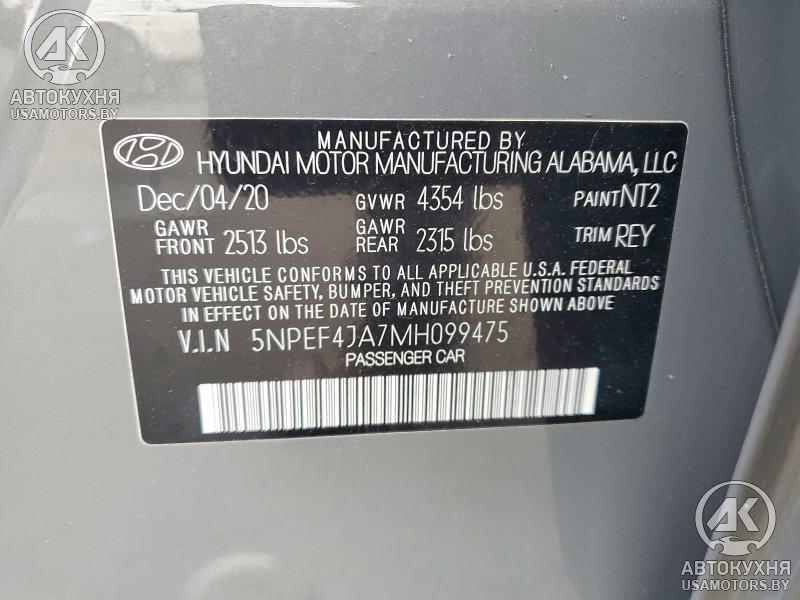 АВТОКУХНЯ
USAMOTORS.BY
MANUFACTURED BY
HYUNDAI MOTOR MANUFACTURING ALABAMA, LLC
Dec/04/20 GVWR 4354 lbs PAINT NT2
GAWR FRONT 2513 lbs GAWR REAR 2315 lbs TRIM REY
THIS VEHICLE CONFORMS TO ALL APPLICABLE U.S.A. FEDERAL
MOTOR VEHICLE SAFETY, BUMPER, AND THEFT PREVENTION STANDARDS
IN EFFECT ON THE DATE OF MANUFACTURE SHOWN ABOVE
V.I.N 5NPEF4JA7MH099475
PASSENGER CAR
АВТОКУХНЯ
USAMOTORS.BY